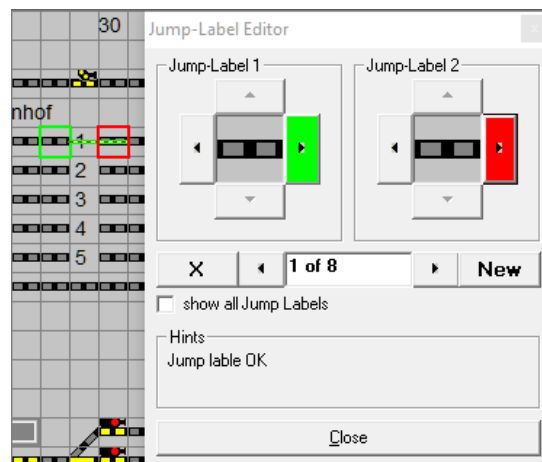 30
nhof
1
2
3
4
5
Jump-Label Editor
Jump-Label 1
Jump-Label 2
X
1 of 8
New
show all Jump Labels
Hints
Jump lable OK
Close